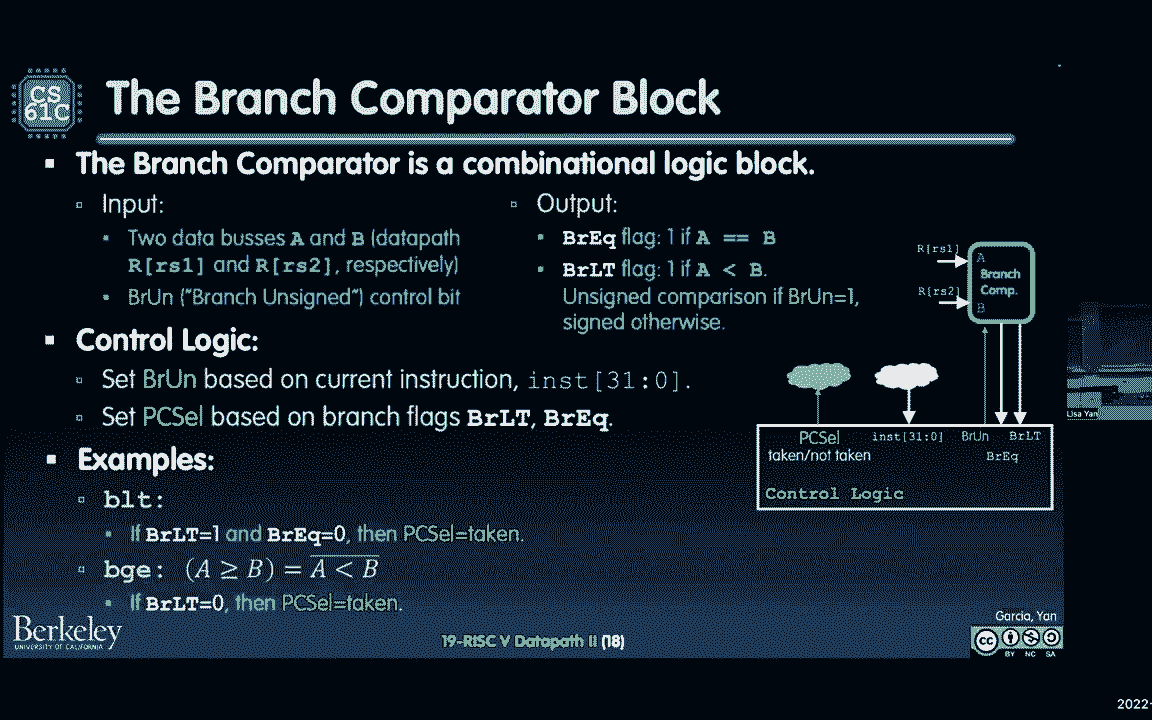 CS
61C
The Branch Comparator Block
▪ The Branch Comparator is a combinational logic block.
▫ Input:
▪ Two data busses A and B (datapath
R[rs1] and R[rs2], respectively)
▪ BrUn ("Branch Unsigned") control bit
▫ Output:
▪ BrEq flag: 1 if A == B
▪ BrLT flag: 1 if A < B.
Unsigned comparison if BrUn=1,
signed otherwise.
R[rs1]
A
Branch
Comp.
R[rs2]
B
▪ Control Logic:
▫ Set BrUn based on current instruction, inst[31:0].
▫ Set PCSel based on branch flags BrLT, BrEq.
PCSel
taken/not taken
inst[31:0]
BrUn
BrLT
BrEq
Control Logic
▪ Examples:
▫ blt:
▪ If BrLT=1 and BrEq=0, then PCSel=taken.
▫ bge: (A ≥ B) = \overline{A < B}
▪ If BrLT=0, then PCSel=taken.
Berkeley
UNIVERSITY OF CALIFORNIA
19-RISC V Datapath II (18)
Garcia, Yan
cc
BY NC SA
Lisa Yan
2022-